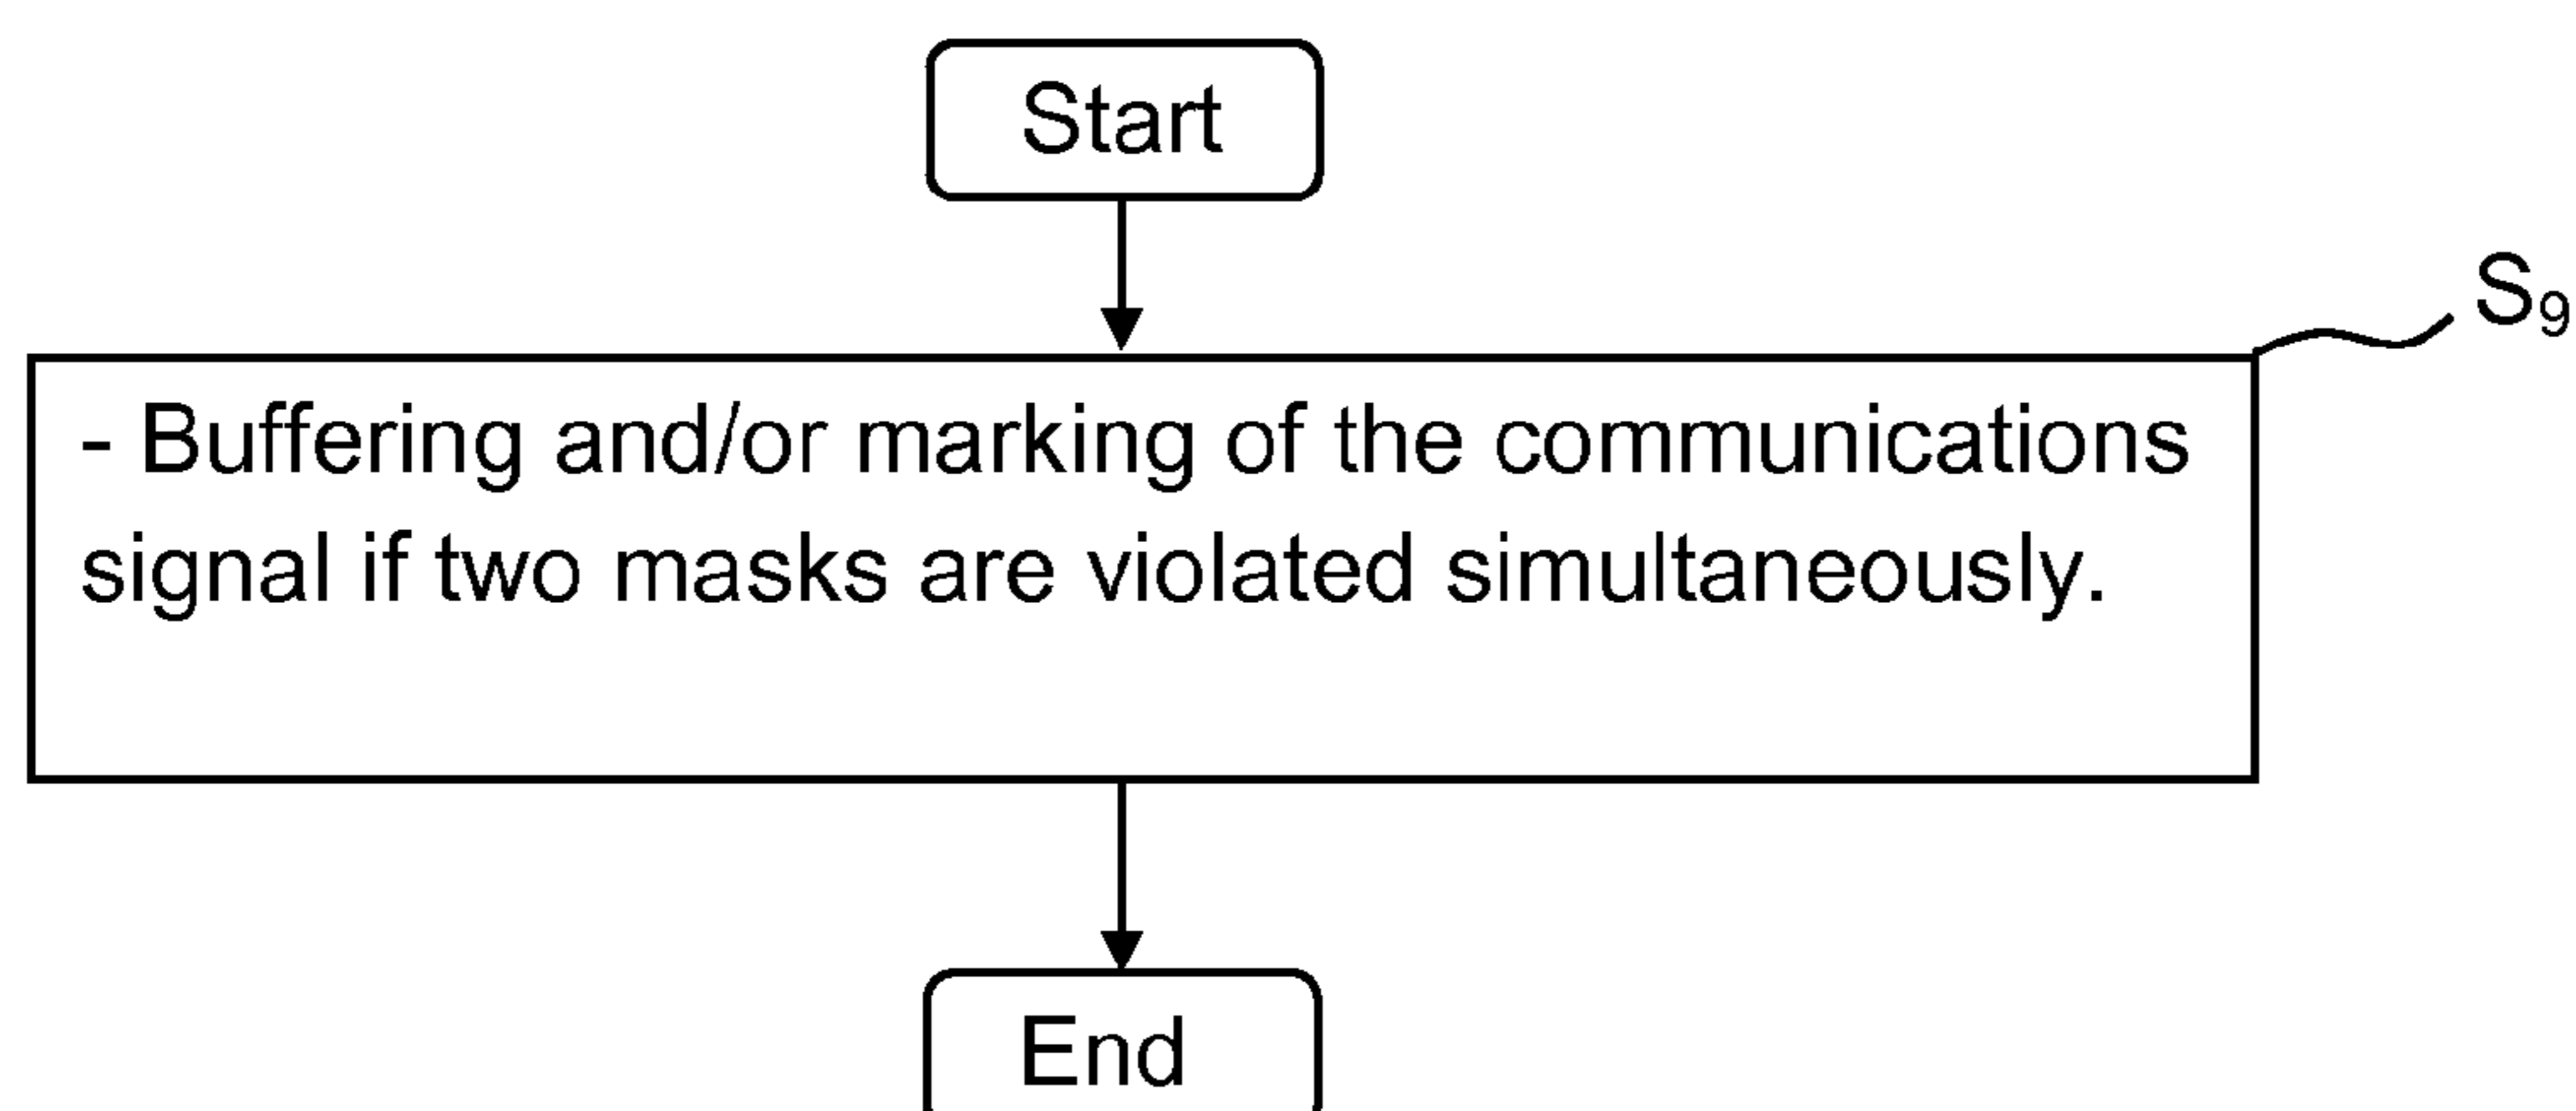 Start
S₉
- Buffering and/or marking of the communications
signal if two masks are violated simultaneously.
End